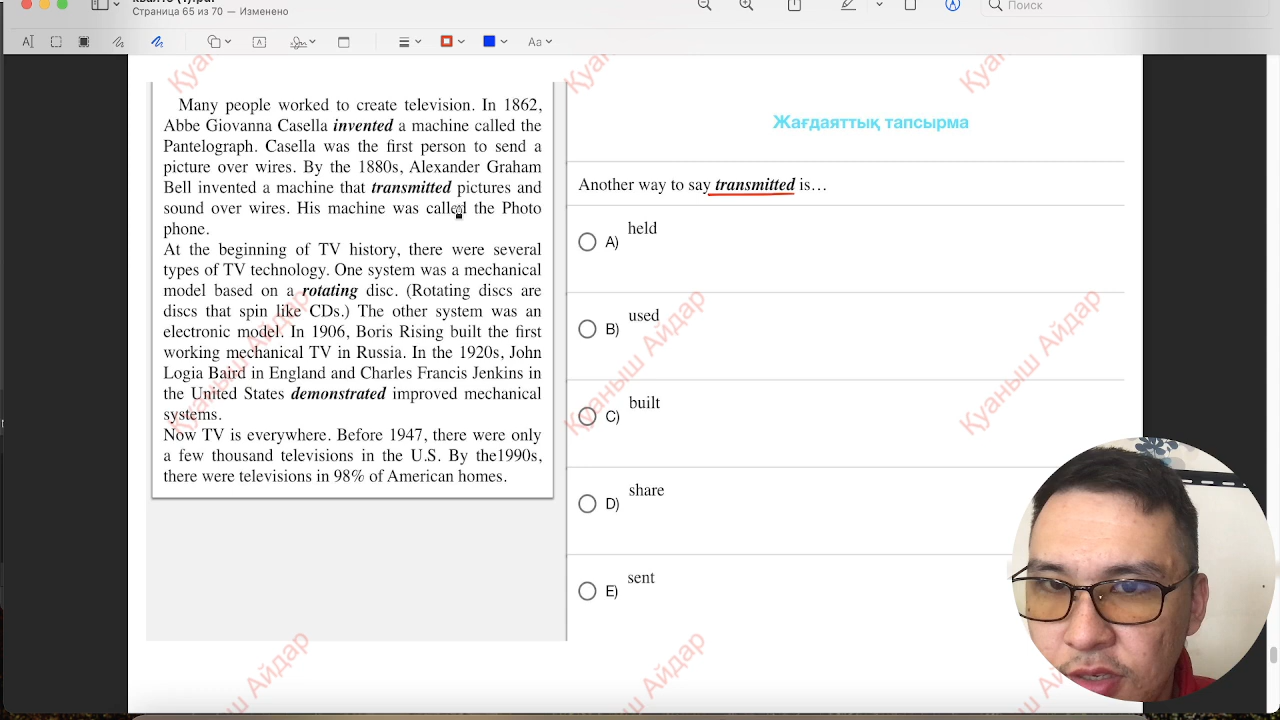 Страница 65 из 70 — Изменено
Поиск
Aa
Many people worked to create television. In 1862,
Abbe Giovanna Casella invented a machine called the
Pantelograph. Casella was the first person to send a
picture over wires. By the 1880s, Alexander Graham
Bell invented a machine that transmitted pictures and
sound over wires. His machine was called the Photo
phone.
At the beginning of TV history, there were several
types of TV technology. One system was a mechanical
model based on a rotating disc. (Rotating discs are
discs that spin like CDs.) The other system was an
electronic model. In 1906, Boris Rising built the first
working mechanical TV in Russia. In the 1920s, John
Logia Baird in England and Charles Francis Jenkins in
the United States demonstrated improved mechanical
systems.
Now TV is everywhere. Before 1947, there were only
a few thousand televisions in the U.S. By the1990s,
there were televisions in 98% of American homes.
Жағдаяттық тапсырма
Another way to say transmitted is…
A) held
B) used
C) built
D) share
E) sent
Қуаныш Айдар
Қуаныш Айдар
Қуаныш Айдар